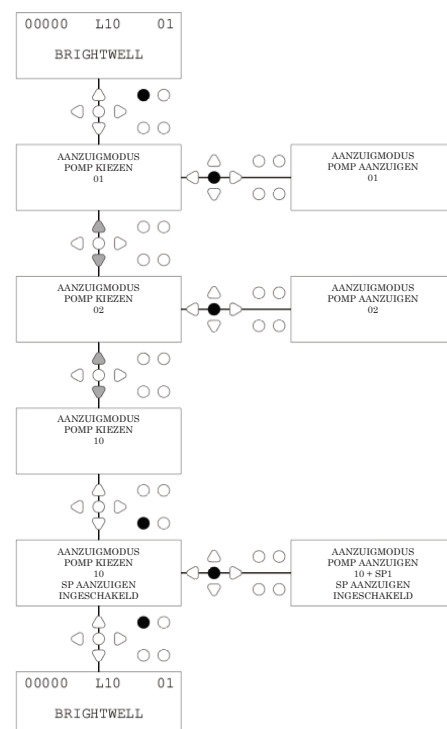 00000 L10 01
BRIGHTWELL
AANZUIGMODUS
POMP KIEZEN
01
AANZUIGMODUS
POMP AANZUIGEN
01
AANZUIGMODUS
POMP KIEZEN
02
AANZUIGMODUS
POMP AANZUIGEN
02
AANZUIGMODUS
POMP KIEZEN
10
AANZUIGMODUS
POMP KIEZEN
10
SP AANZUIGEN
INGESCHAKELD
AANZUIGMODUS
POMP AANZUIGEN
10 + SP1
SP AANZUIGEN
INGESCHAKELD
00000 L10 01
BRIGHTWELL